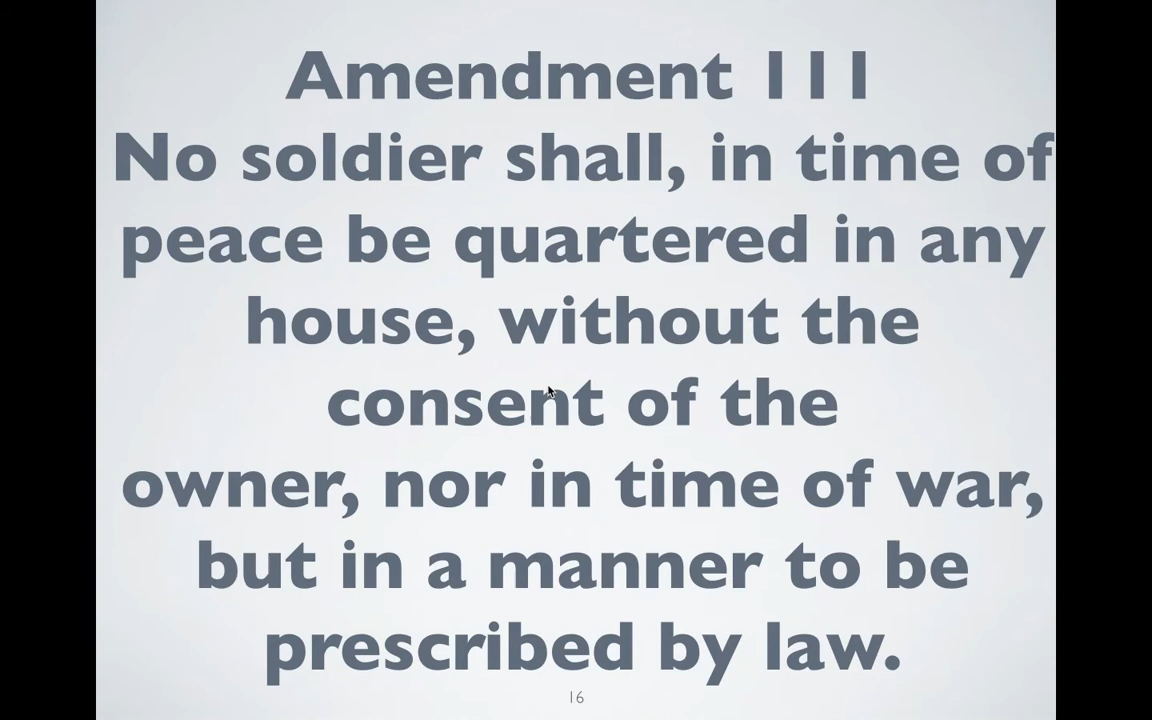 Amendment 111
No soldier shall, in time of
peace be quartered in any
house, without the
consent of the
owner, nor in time of war,
but in a manner to be
prescribed by law.
16